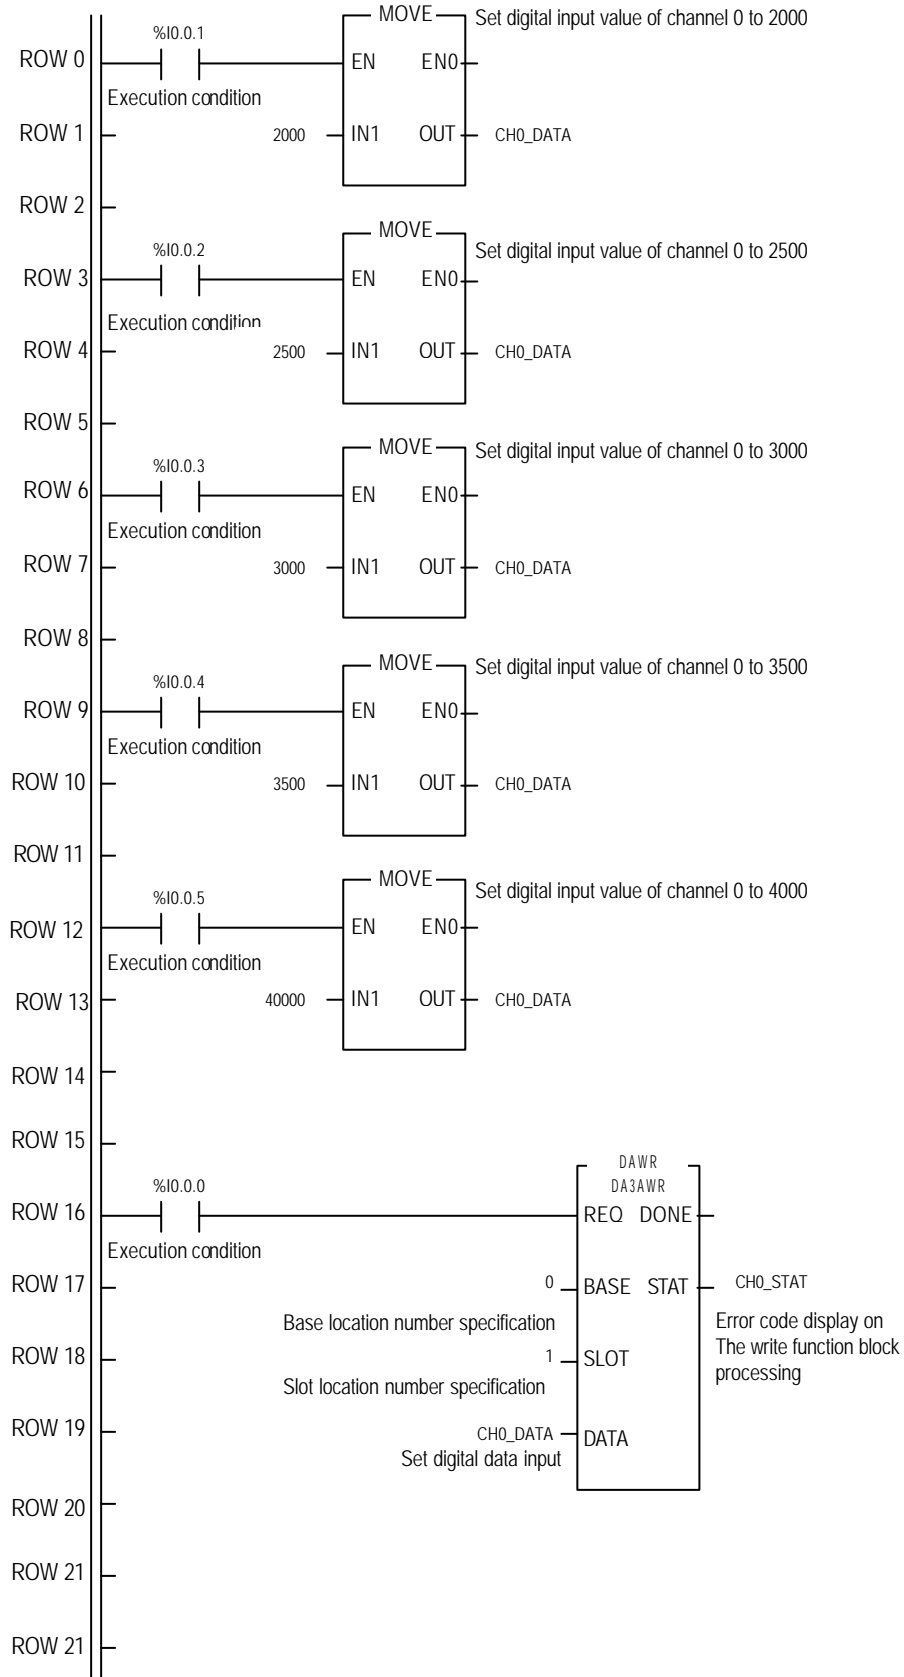 MOVE
Set digital input value of channel 0 to 2000
%I0.0.1
ROW 0
EN EN0
Execution condition
ROW 1
2000 IN1 OUT CH0_DATA
ROW 2
MOVE
Set digital input value of channel 0 to 2500
%I0.0.2
ROW 3
EN EN0
Execution condition
ROW 4
2500 IN1 OUT CH0_DATA
ROW 5
MOVE
Set digital input value of channel 0 to 3000
%I0.0.3
ROW 6
EN EN0
Execution condition
ROW 7
3000 IN1 OUT CH0_DATA
ROW 8
MOVE
Set digital input value of channel 0 to 3500
%I0.0.4
ROW 9
EN EN0
Execution condition
ROW 10
3500 IN1 OUT CH0_DATA
ROW 11
MOVE
Set digital input value of channel 0 to 4000
%I0.0.5
ROW 12
EN EN0
Execution condition
ROW 13
40000 IN1 OUT CH0_DATA
ROW 14
ROW 15
DAWR
%I0.0.0
DA3AWR
ROW 16
REQ DONE
Execution condition
ROW 17
0 BASE STAT CH0_STAT
Base location number specification
Error code display on
The write function block
processing
ROW 18
1 SLOT
Slot location number specification
ROW 19
CH0_DATA DATA
Set digital data input
ROW 20
ROW 21
ROW 21